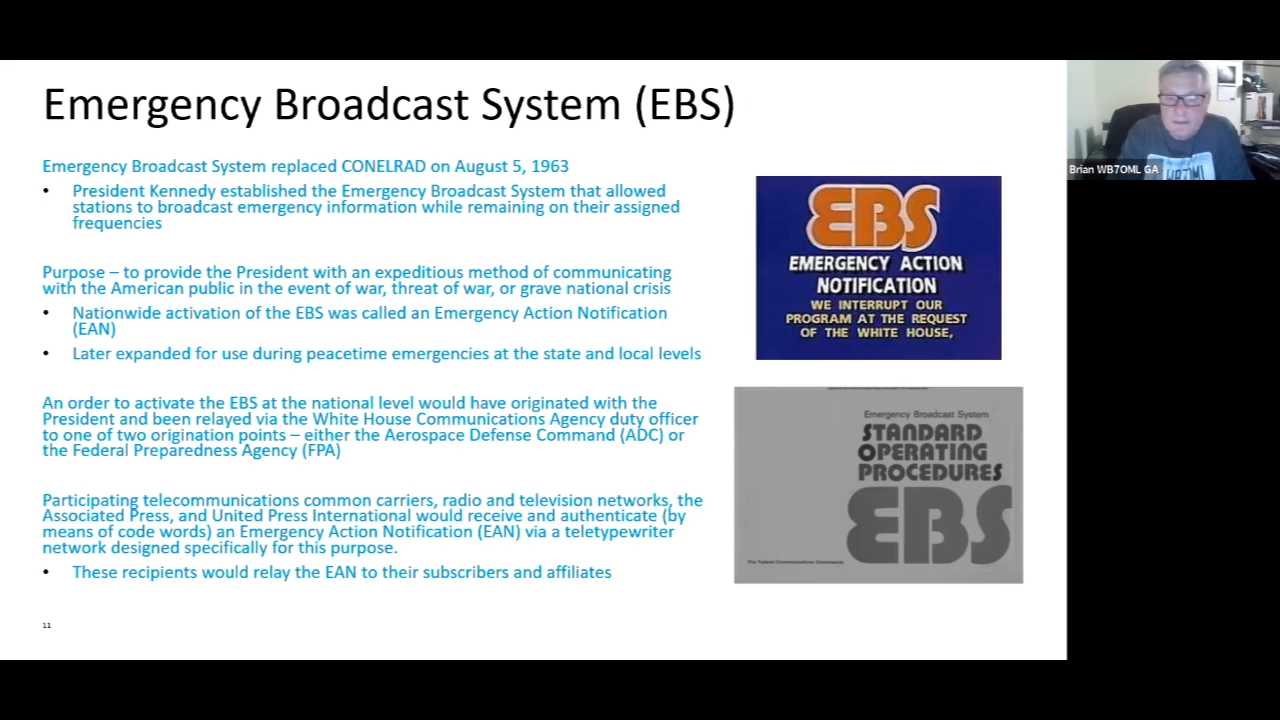 Emergency Broadcast System (EBS)
Emergency Broadcast System replaced CONELRAD on August 5, 1963
• President Kennedy established the Emergency Broadcast System that allowed
stations to broadcast emergency information while remaining on their assigned
frequencies
Purpose – to provide the President with an expeditious method of communicating
with the American public in the event of war, threat of war, or grave national crisis
• Nationwide activation of the EBS was called an Emergency Action Notification
(EAN)
• Later expanded for use during peacetime emergencies at the state and local levels
An order to activate the EBS at the national level would have originated with the
President and been relayed via the White House Communications Agency duty officer
to one of two origination points – either the Aerospace Defense Command (ADC) or
the Federal Preparedness Agency (FPA)
Participating telecommunications common carriers, radio and television networks, the
Associated Press, and United Press International would receive and authenticate (by
means of code words) an Emergency Action Notification (EAN) via a teletypewriter
network designed specifically for this purpose.
• These recipients would relay the EAN to their subscribers and affiliates
11
EBS
EMERGENCY ACTION
NOTIFICATION
WE INTERRUPT OUR
PROGRAM AT THE REQUEST
OF THE WHITE HOUSE,
Emergency Broadcast System
STANDARD
OPERATING
PROCEDURES
EBS
The Federal Communications Commission
Brian WB7OML GA
WB7OML